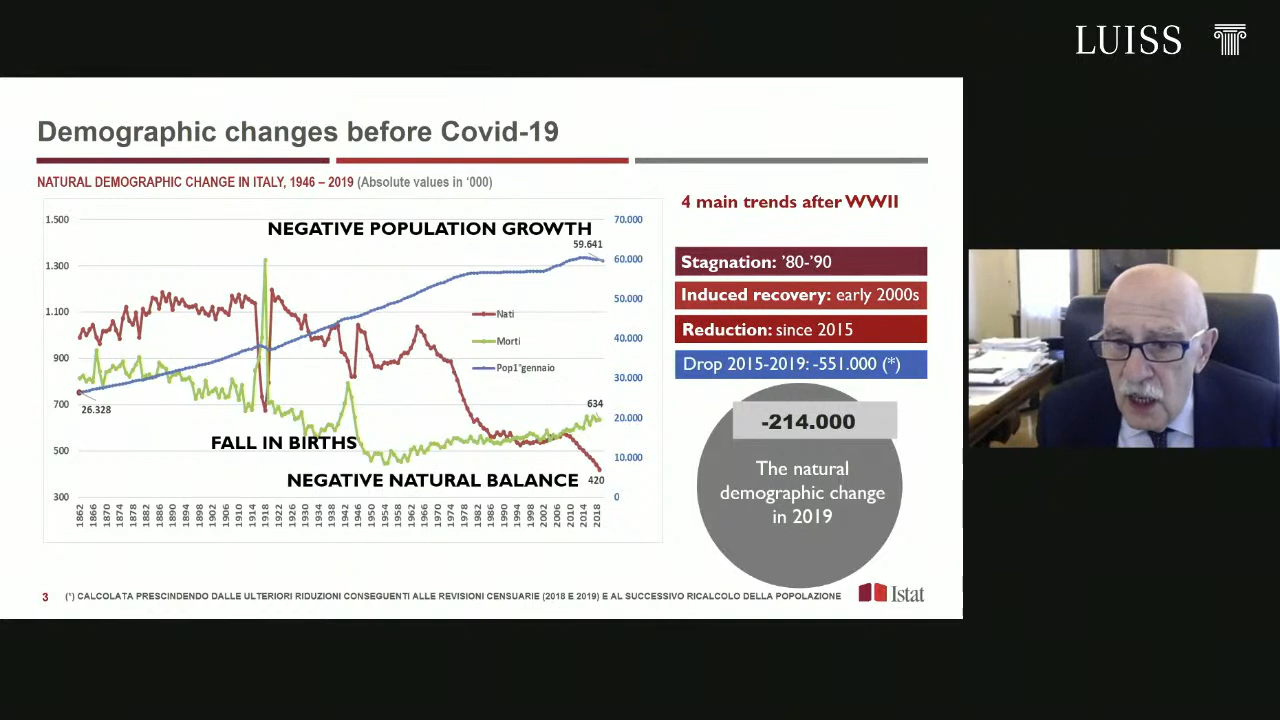 LUISS
Demographic changes before Covid-19
NATURAL DEMOGRAPHIC CHANGE IN ITALY, 1946 – 2019 (Absolute values in ‘000)
1.500
1.300
1.100
900
700
500
300
70.000
60.000
50.000
40.000
30.000
20.000
10.000
0
NEGATIVE POPULATION GROWTH
59.641
Nati
Morti
Pop1°gennaio
26.328
634
FALL IN BIRTHS
NEGATIVE NATURAL BALANCE
420
1862 1866 1870 1874 1878 1882 1886 1890 1894 1898 1902 1906 1910 1914 1918 1922 1926 1930 1934 1938 1942 1946 1950 1954 1958 1962 1966 1970 1974 1978 1982 1986 1990 1994 1998 2002 2006 2010 2014 2018
4 main trends after WWII
Stagnation: ’80-’90
Induced recovery: early 2000s
Reduction: since 2015
Drop 2015-2019: -551.000 (*)
-214.000
The natural
demographic change
in 2019
3 (*) CALCOLATA PRESCINDENDO DALLE ULTERIORI RIDUZIONI CONSEGUENTI ALLE REVISIONI CENSUARIE (2018 E 2019) E AL SUCCESSIVO RICALCOLO DELLA POPOLAZIONE
Istat